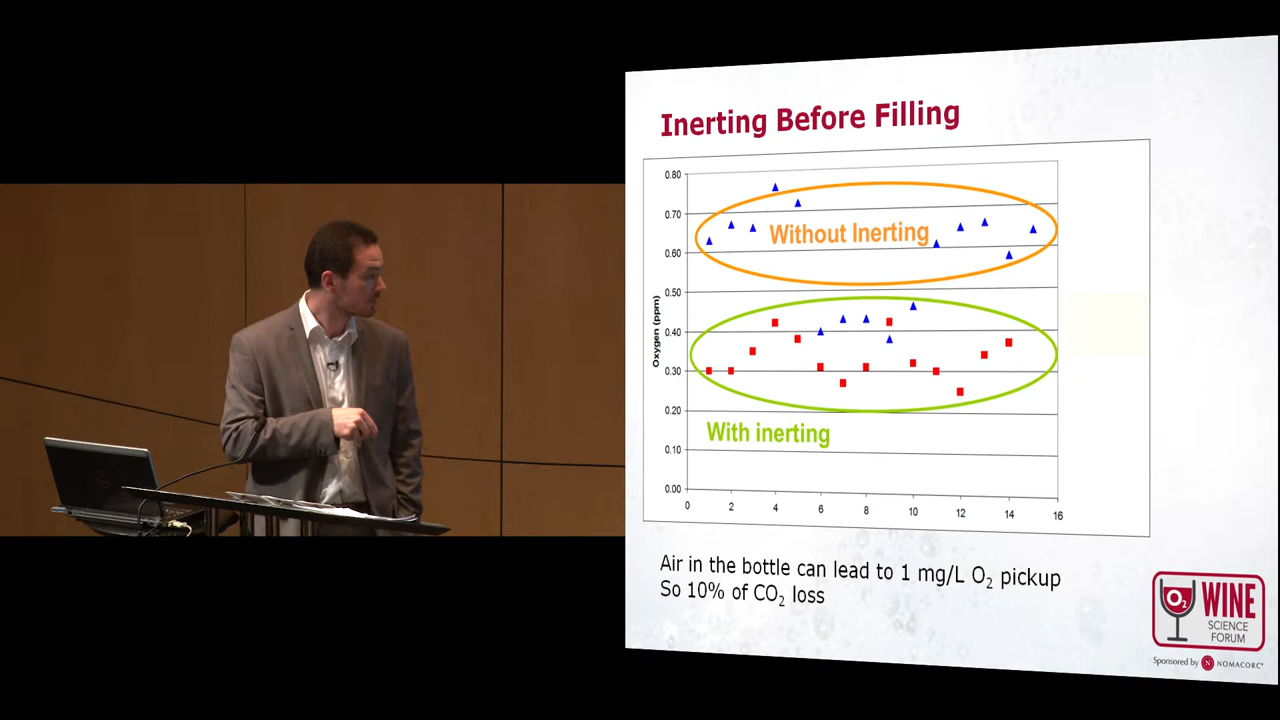 Inerting Before Filling
0.80
0.70
0.60
0.50
0.40
0.30
0.20
0.10
0.00
Oxygen (ppm)
Without Inerting
With inerting
0 2 4 6 8 10 12 14 16
Air in the bottle can lead to 1 mg/L O₂ pickup
So 10% of CO₂ loss
O₂
WINE
SCIENCE
FORUM
Sponsored by N NOMACORC